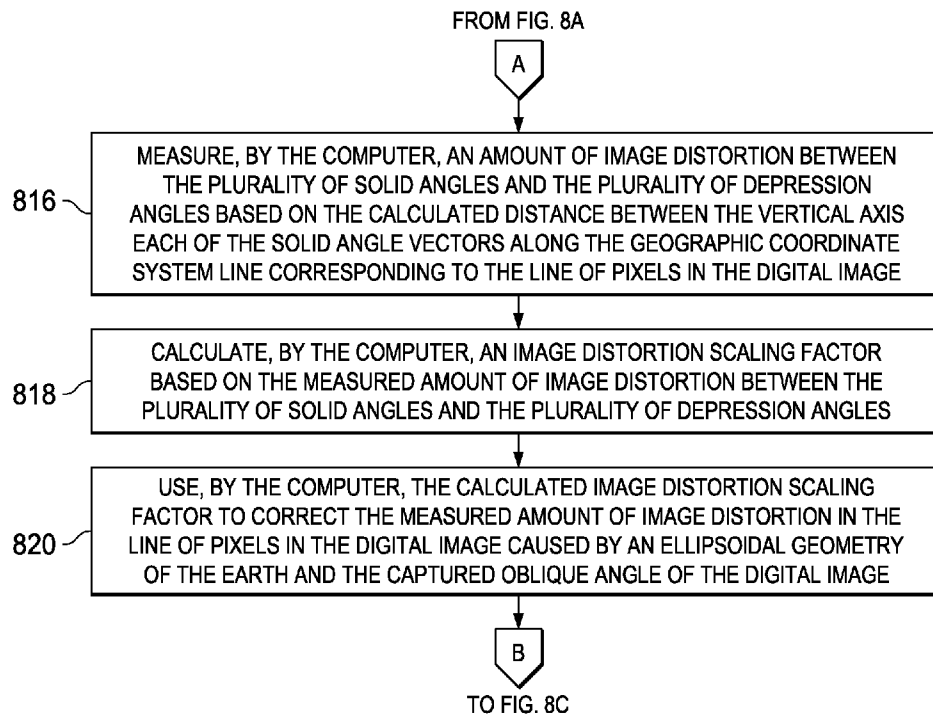 FROM FIG. 8A
A
816
MEASURE, BY THE COMPUTER, AN AMOUNT OF IMAGE DISTORTION BETWEEN
THE PLURALITY OF SOLID ANGLES AND THE PLURALITY OF DEPRESSION
ANGLES BASED ON THE CALCULATED DISTANCE BETWEEN THE VERTICAL AXIS
EACH OF THE SOLID ANGLE VECTORS ALONG THE GEOGRAPHIC COORDINATE
SYSTEM LINE CORRESPONDING TO THE LINE OF PIXELS IN THE DIGITAL IMAGE
818
CALCULATE, BY THE COMPUTER, AN IMAGE DISTORTION SCALING FACTOR
BASED ON THE MEASURED AMOUNT OF IMAGE DISTORTION BETWEEN THE
PLURALITY OF SOLID ANGLES AND THE PLURALITY OF DEPRESSION ANGLES
820
USE, BY THE COMPUTER, THE CALCULATED IMAGE DISTORTION SCALING
FACTOR TO CORRECT THE MEASURED AMOUNT OF IMAGE DISTORTION IN THE
LINE OF PIXELS IN THE DIGITAL IMAGE CAUSED BY AN ELLIPSOIDAL GEOMETRY
OF THE EARTH AND THE CAPTURED OBLIQUE ANGLE OF THE DIGITAL IMAGE
B
TO FIG. 8C